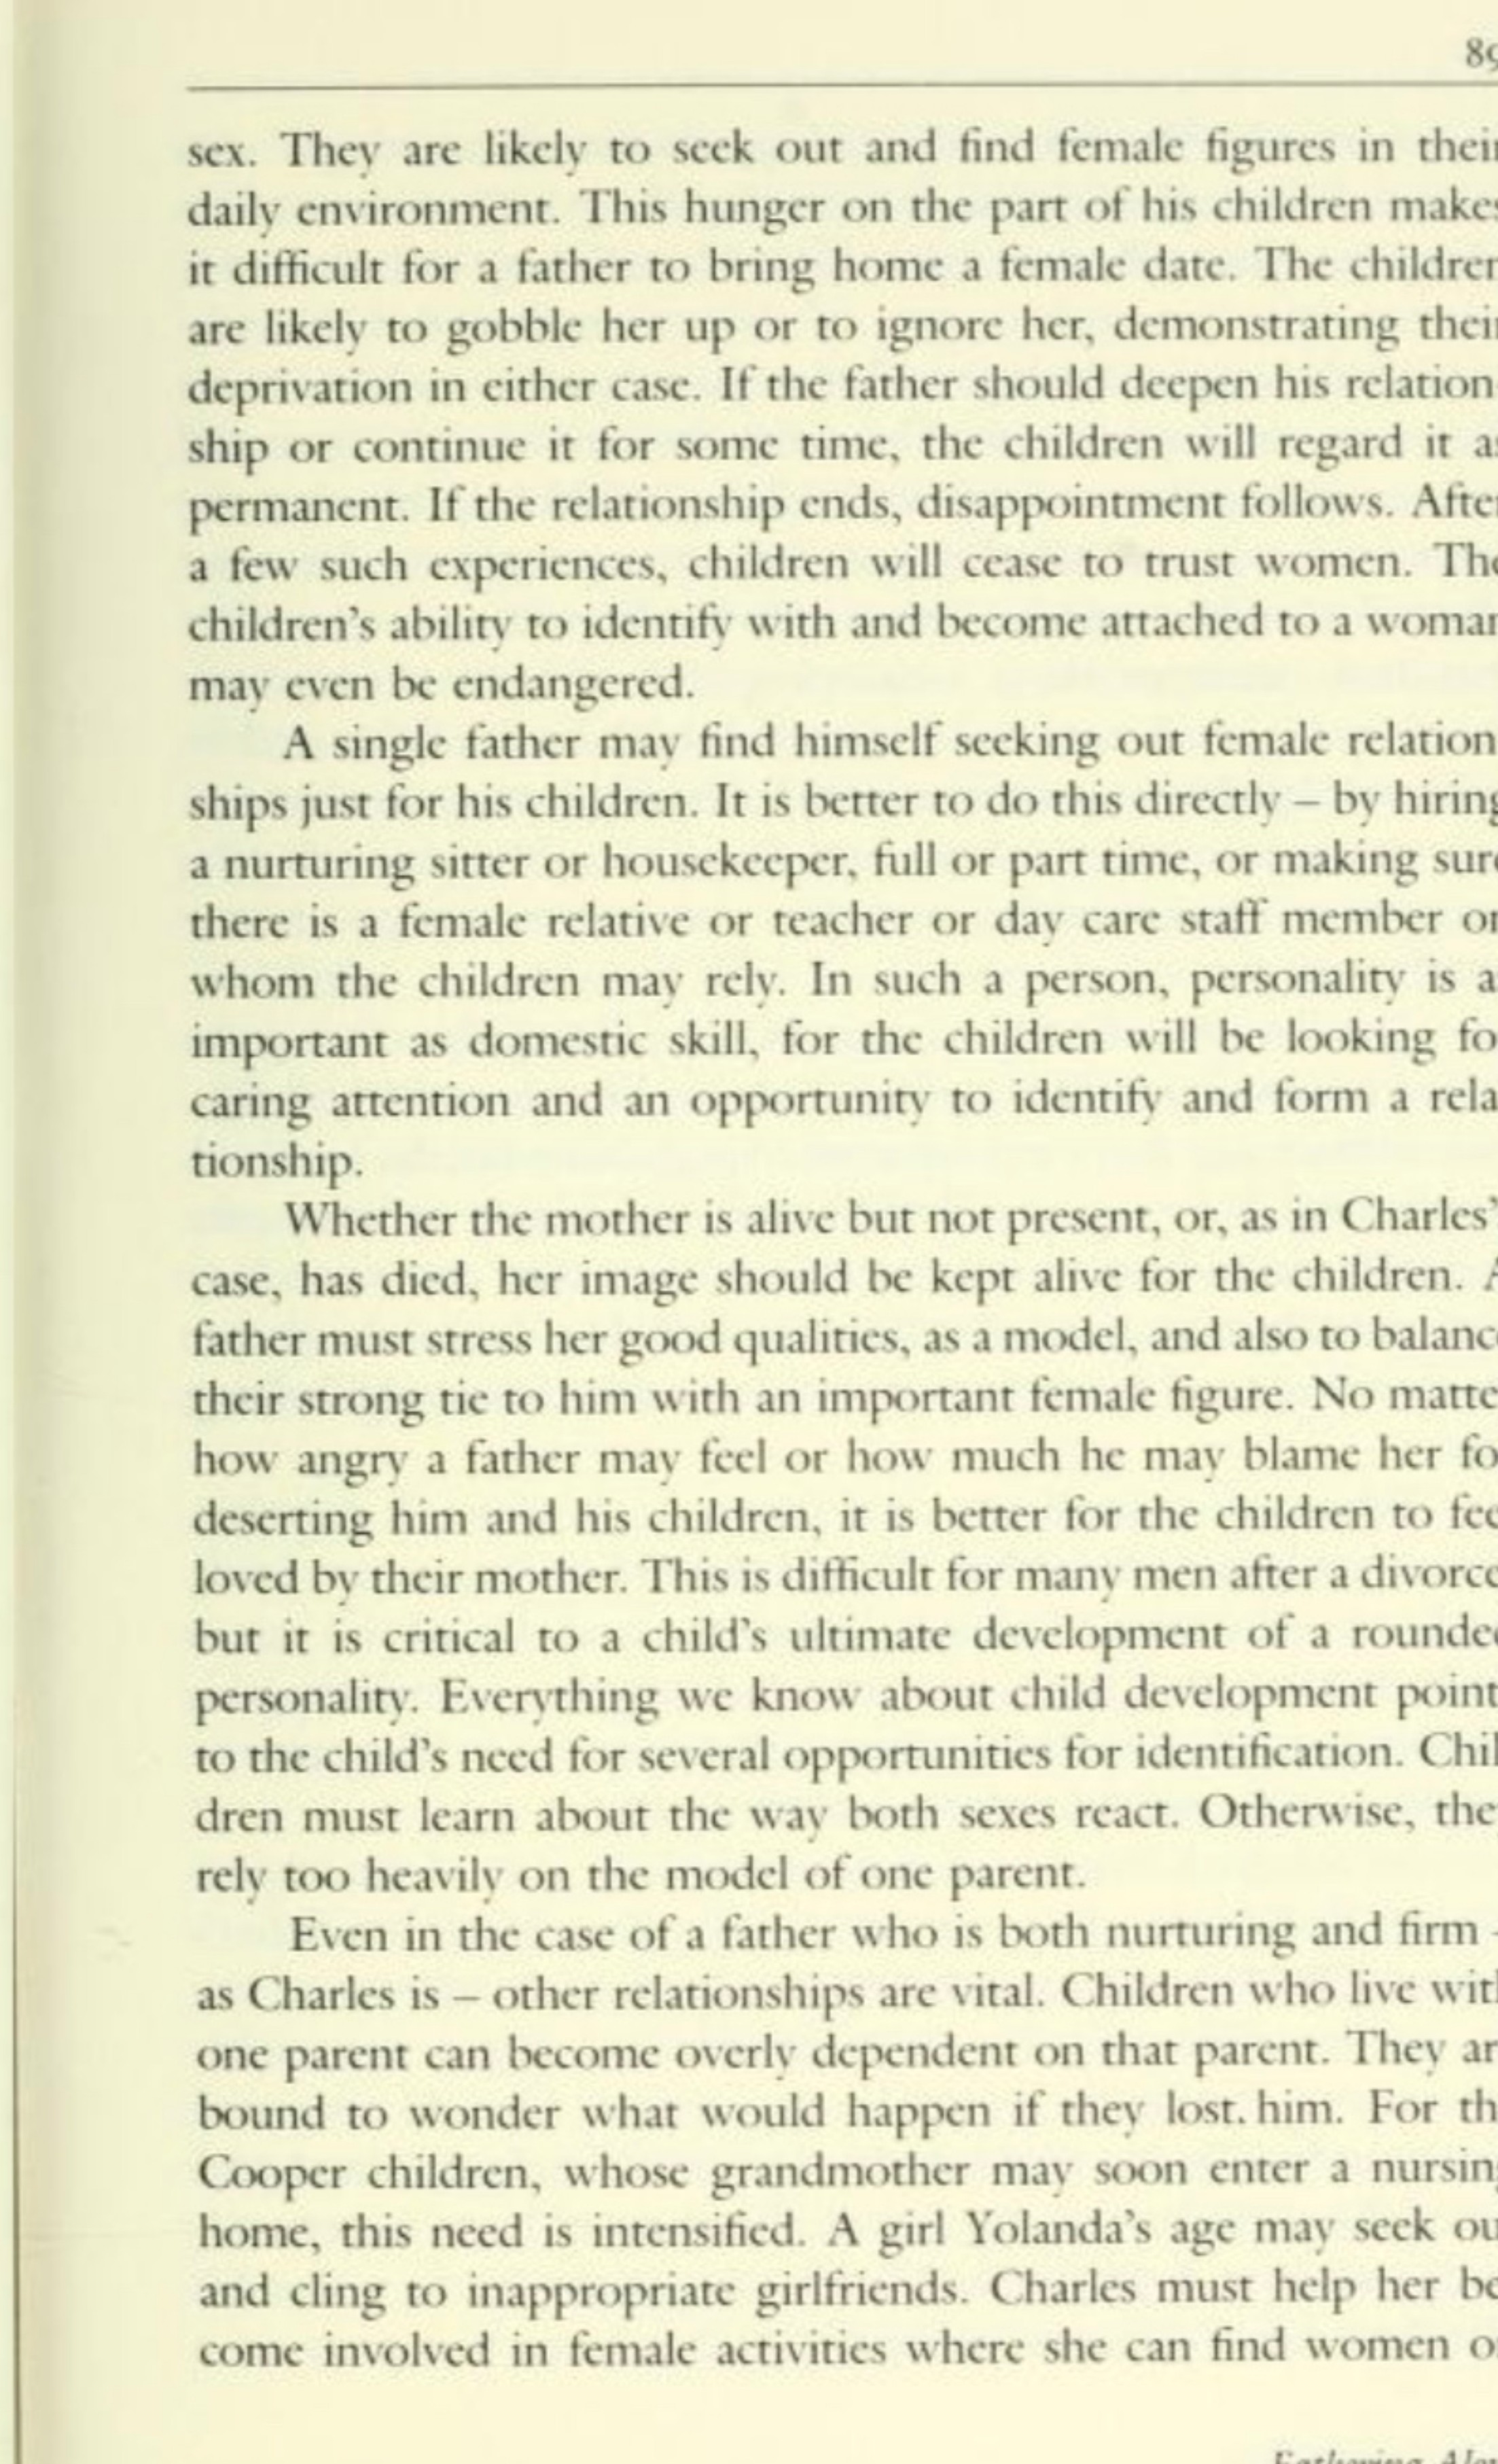 89
sex. They are likely to seek out and find female figures in their
daily environment. This hunger on the part of his children makes
it difficult for a father to bring home a female date. The children
are likely to gobble her up or to ignore her, demonstrating their
deprivation in either case. If the father should deepen his relation
ship or continue it for some time, the children will regard it as
permanent. If the relationship ends, disappointment follows. After
a few such experiences, children will cease to trust women. The
children's ability to identify with and become attached to a woman
may even be endangered.
A single father may find himself seeking out female relation
ships just for his children. It is better to do this directly – by hiring
a nurturing sitter or housekeeper, full or part time, or making sure
there is a female relative or teacher or day care staff member on
whom the children may rely. In such a person, personality is a
important as domestic skill, for the children will be looking fo
caring attention and an opportunity to identify and form a rela
tionship.
Whether the mother is alive but not present, or, as in Charles'
case, has died, her image should be kept alive for the children. A
father must stress her good qualities, as a model, and also to balance
their strong tie to him with an important female figure. No matte
how angry a father may feel or how much he may blame her fo
deserting him and his children, it is better for the children to fee
loved by their mother. This is difficult for many men after a divorce
but it is critical to a child's ultimate development of a rounded
personality. Everything we know about child development point
to the child's need for several opportunities for identification. Chil
dren must learn about the way both sexes react. Otherwise, the
rely too heavily on the model of one parent.
Even in the case of a father who is both nurturing and firm –
as Charles is – other relationships are vital. Children who live with
one parent can become overly dependent on that parent. They ar
bound to wonder what would happen if they lost. him. For th
Cooper children, whose grandmother may soon enter a nursing
home, this need is intensified. A girl Yolanda's age may seek ou
and cling to inappropriate girlfriends. Charles must help her be
come involved in female activities where she can find women o